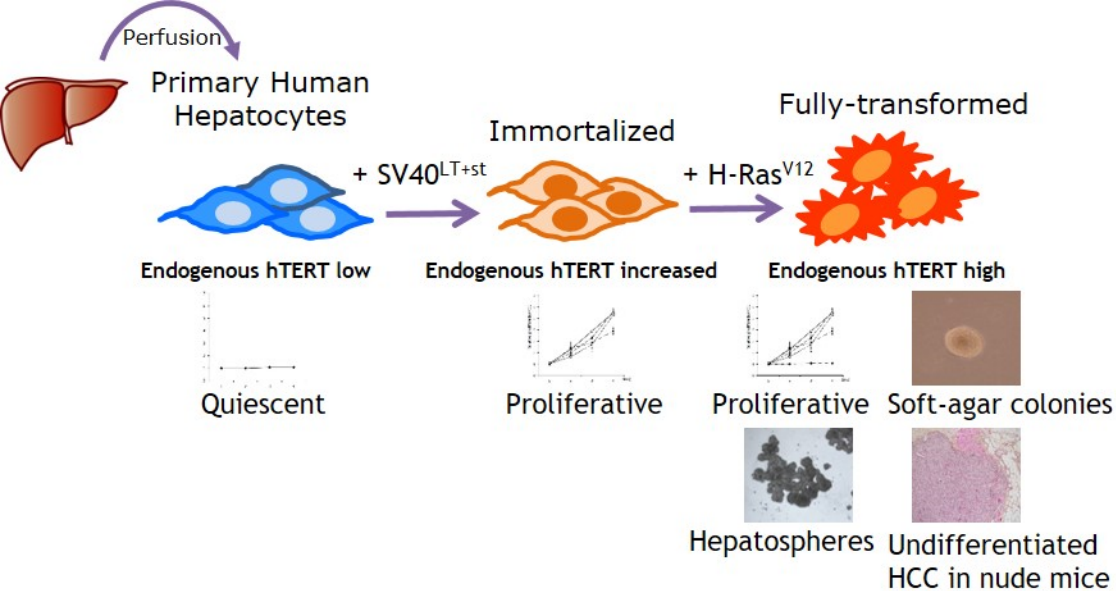 Perfusion
Primary Human
Hepatocytes
Immortalized
Fully-transformed
+ SV40LT+st
+ H-RasV12
Endogenous hTERT low
Endogenous hTERT increased
Endogenous hTERT high
Quiescent
Proliferative
Proliferative
Soft-agar colonies
Hepatospheres
Undifferentiated
HCC in nude mice